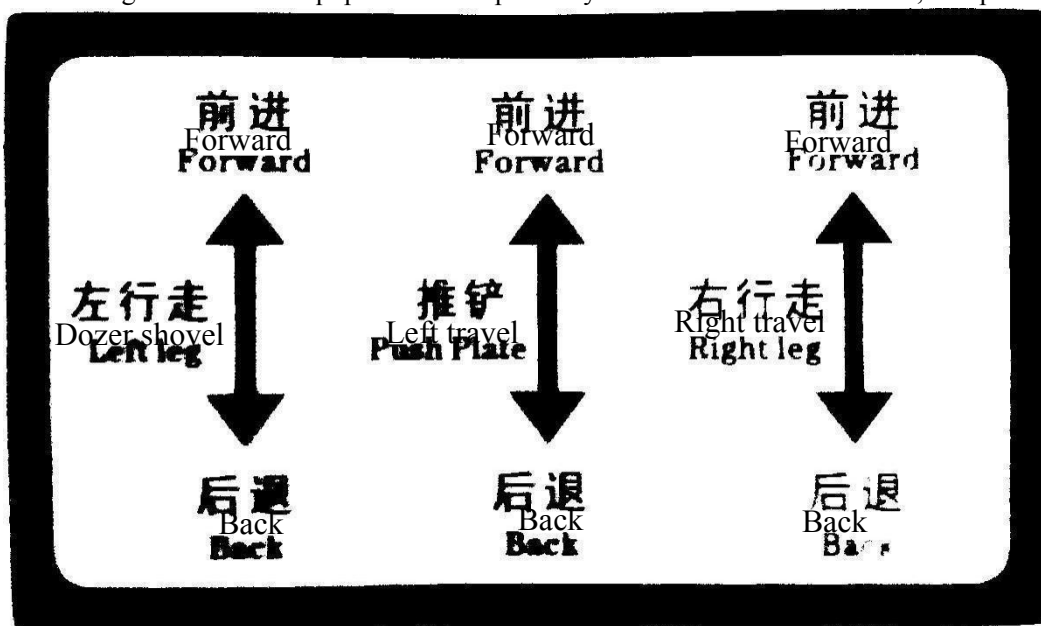 前进
Forward
Forward
左行走
Dozer shovel
Left leg
后退
Back
Back
前进
Forward
Forward
推铲
Left travel
Push Plate
后退
Back
Back
前进
Forward
Forward
右行走
Right travel
Right leg
后退
Back